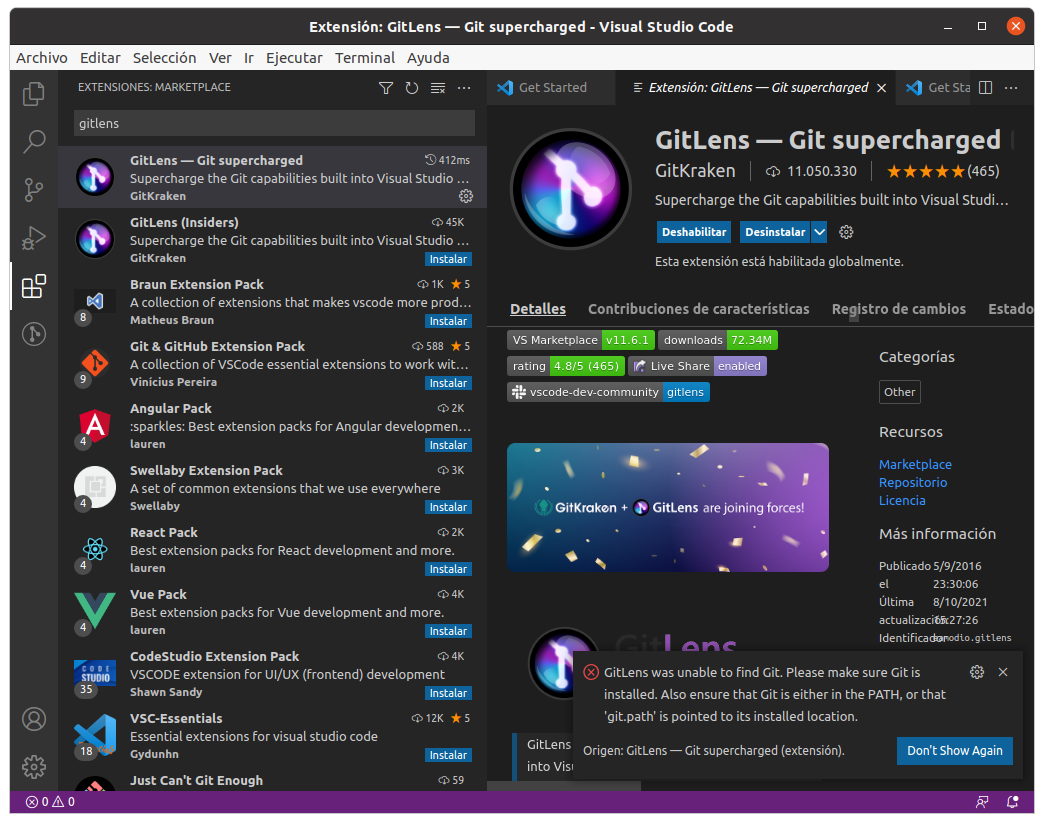 Extensión: GitLens — Git supercharged - Visual Studio Code
Archivo Editar Selección Ver Ir Ejecutar Terminal Ayuda
EXTENSIONES: MARKETPLACE
gitlens
GitLens — Git supercharged 412ms
Supercharge the Git capabilities built into Visual Studio ...
GitKraken
GitLens (Insiders) 45K
Supercharge the Git capabilities built into Visual Studio ...
GitKraken Instalar
Braun Extension Pack 1K 5
A collection of extensions that makes vscode more prod...
8 Matheus Braun Instalar
Git & GitHub Extension Pack 588 5
A collection of VSCode essential extensions to work wit...
9 Vinicius Pereira Instalar
Angular Pack 2K
:sparkles: Best extension packs for Angular developmen...
4 lauren Instalar
Swellaby Extension Pack 3K
A set of common extensions that we use everywhere
4 Swellaby Instalar
React Pack 2K
Best extension packs for React development and more.
4 lauren Instalar
Vue Pack 4K
Best extension packs for Vue development and more.
4 lauren Instalar
CodeStudio Extension Pack 4K
CODE
STUDIO
VSCODE extension for UI/UX (frontend) development
35 Shawn Sandy Instalar
VSC-Essentials 12K 5
Essential extensions for visual studio code
18 Gydunhn Instalar
Just Can't Git Enough 59
Get Started Extensión: GitLens — Git supercharged Get Sta
GitLens — Git supercharged
GitKraken 11.050.330 (465)
Supercharge the Git capabilities built into Visual Studi...
Deshabilitar Desinstalar
Esta extensión está habilitada globalmente.
Detalles Contribuciones de características Registro de cambios Estado
VS Marketplace v11.6.1 downloads 72.34M
rating 4.8/5 (465) Live Share enabled
vscode-dev-community gitlens
GitKraken + GitLens are joining forces!
GitLens
GitLens
into Visu
Categorías
Other
Recursos
Marketplace
Repositorio
Licencia
Más información
Publicado 5/9/2016
el 23:30:06
Última 8/10/2021
actualización 15:27:26
Identificador eamodio.gitlens
GitLens was unable to find Git. Please make sure Git is
installed. Also ensure that Git is either in the PATH, or that
'git.path' is pointed to its installed location.
Origen: GitLens — Git supercharged (extensión). Don't Show Again
0 0